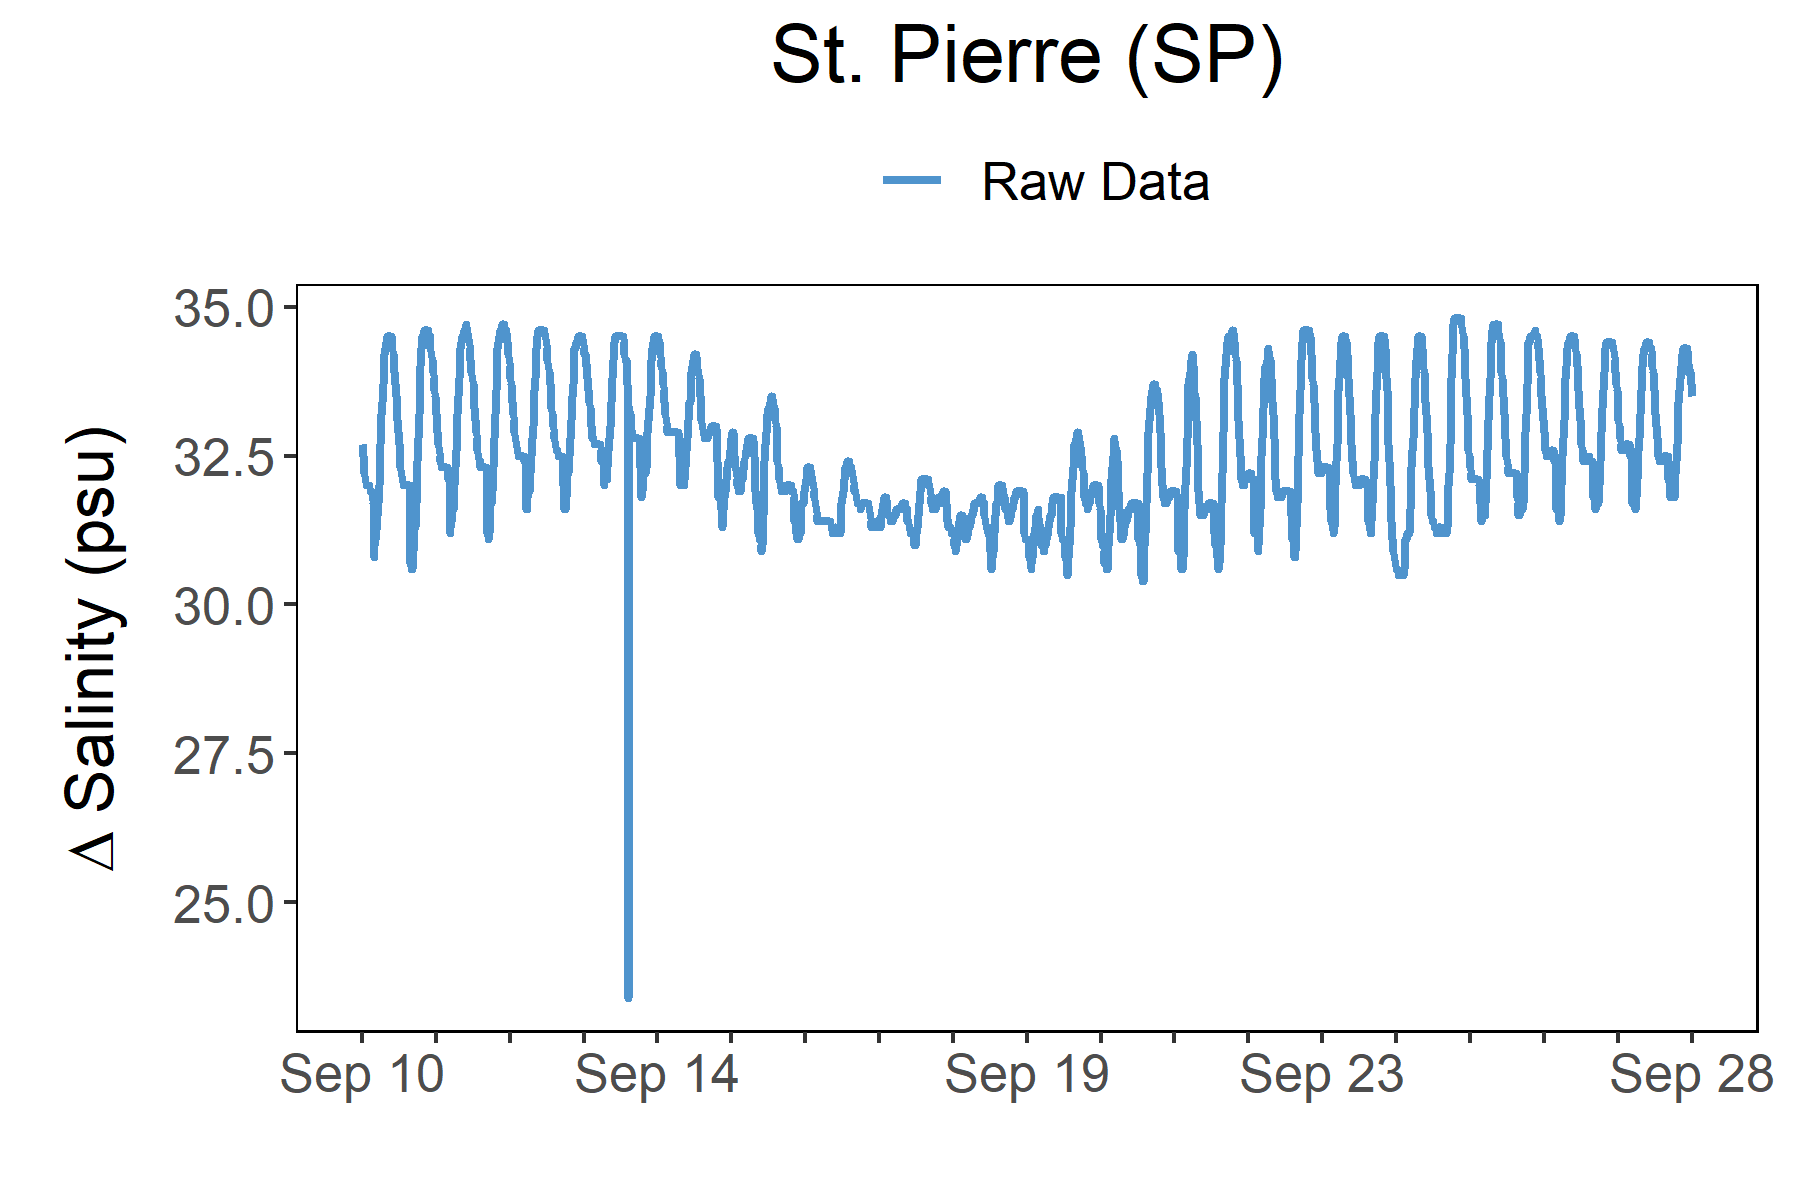 St. Pierre (SP)
Raw Data
Δ Salinity (psu)
35.0
32.5
30.0
27.5
25.0
Sep 10 Sep 14 Sep 19 Sep 23 Sep 28